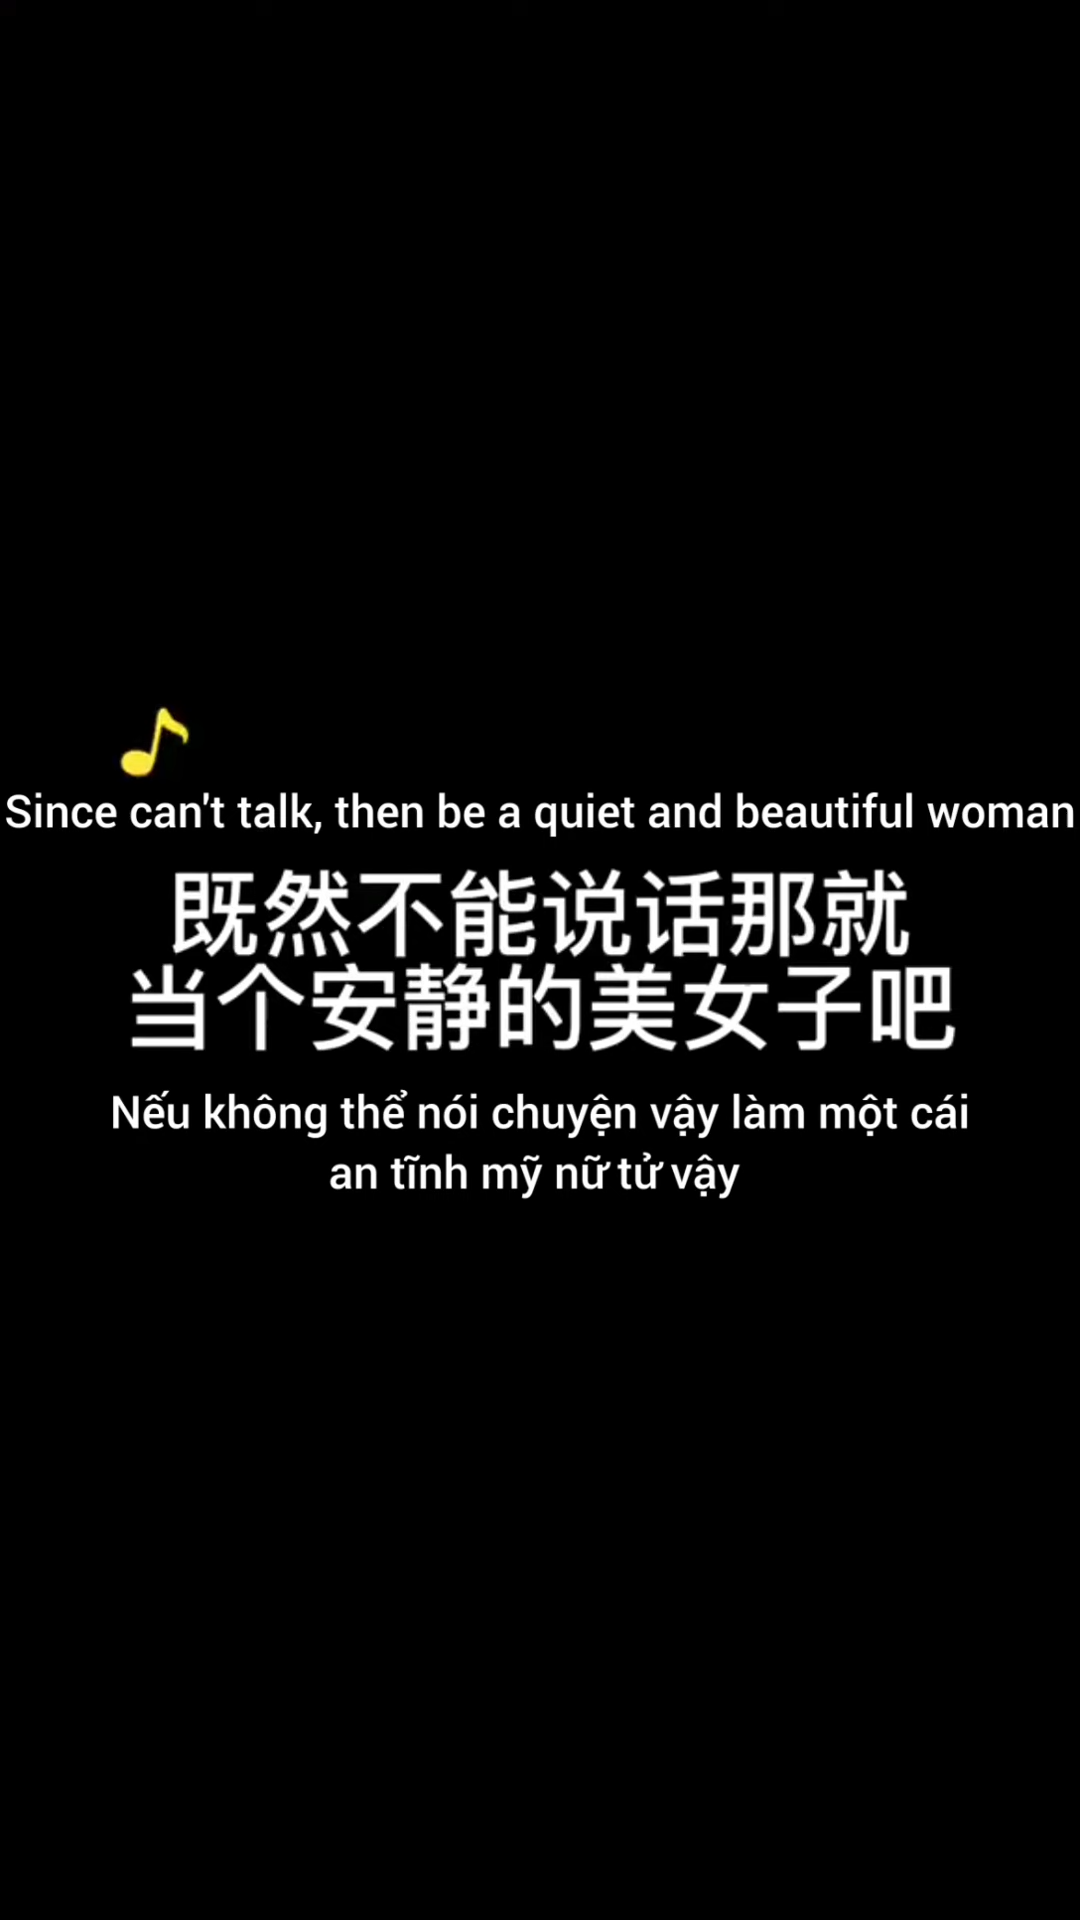 Since can't talk, then be a quiet and beautiful woman
既然不能说话那就
当个安静的美女子吧
Nếu không thể nói chuyện vậy làm một cái
an tĩnh mỹ nữ tử vậy